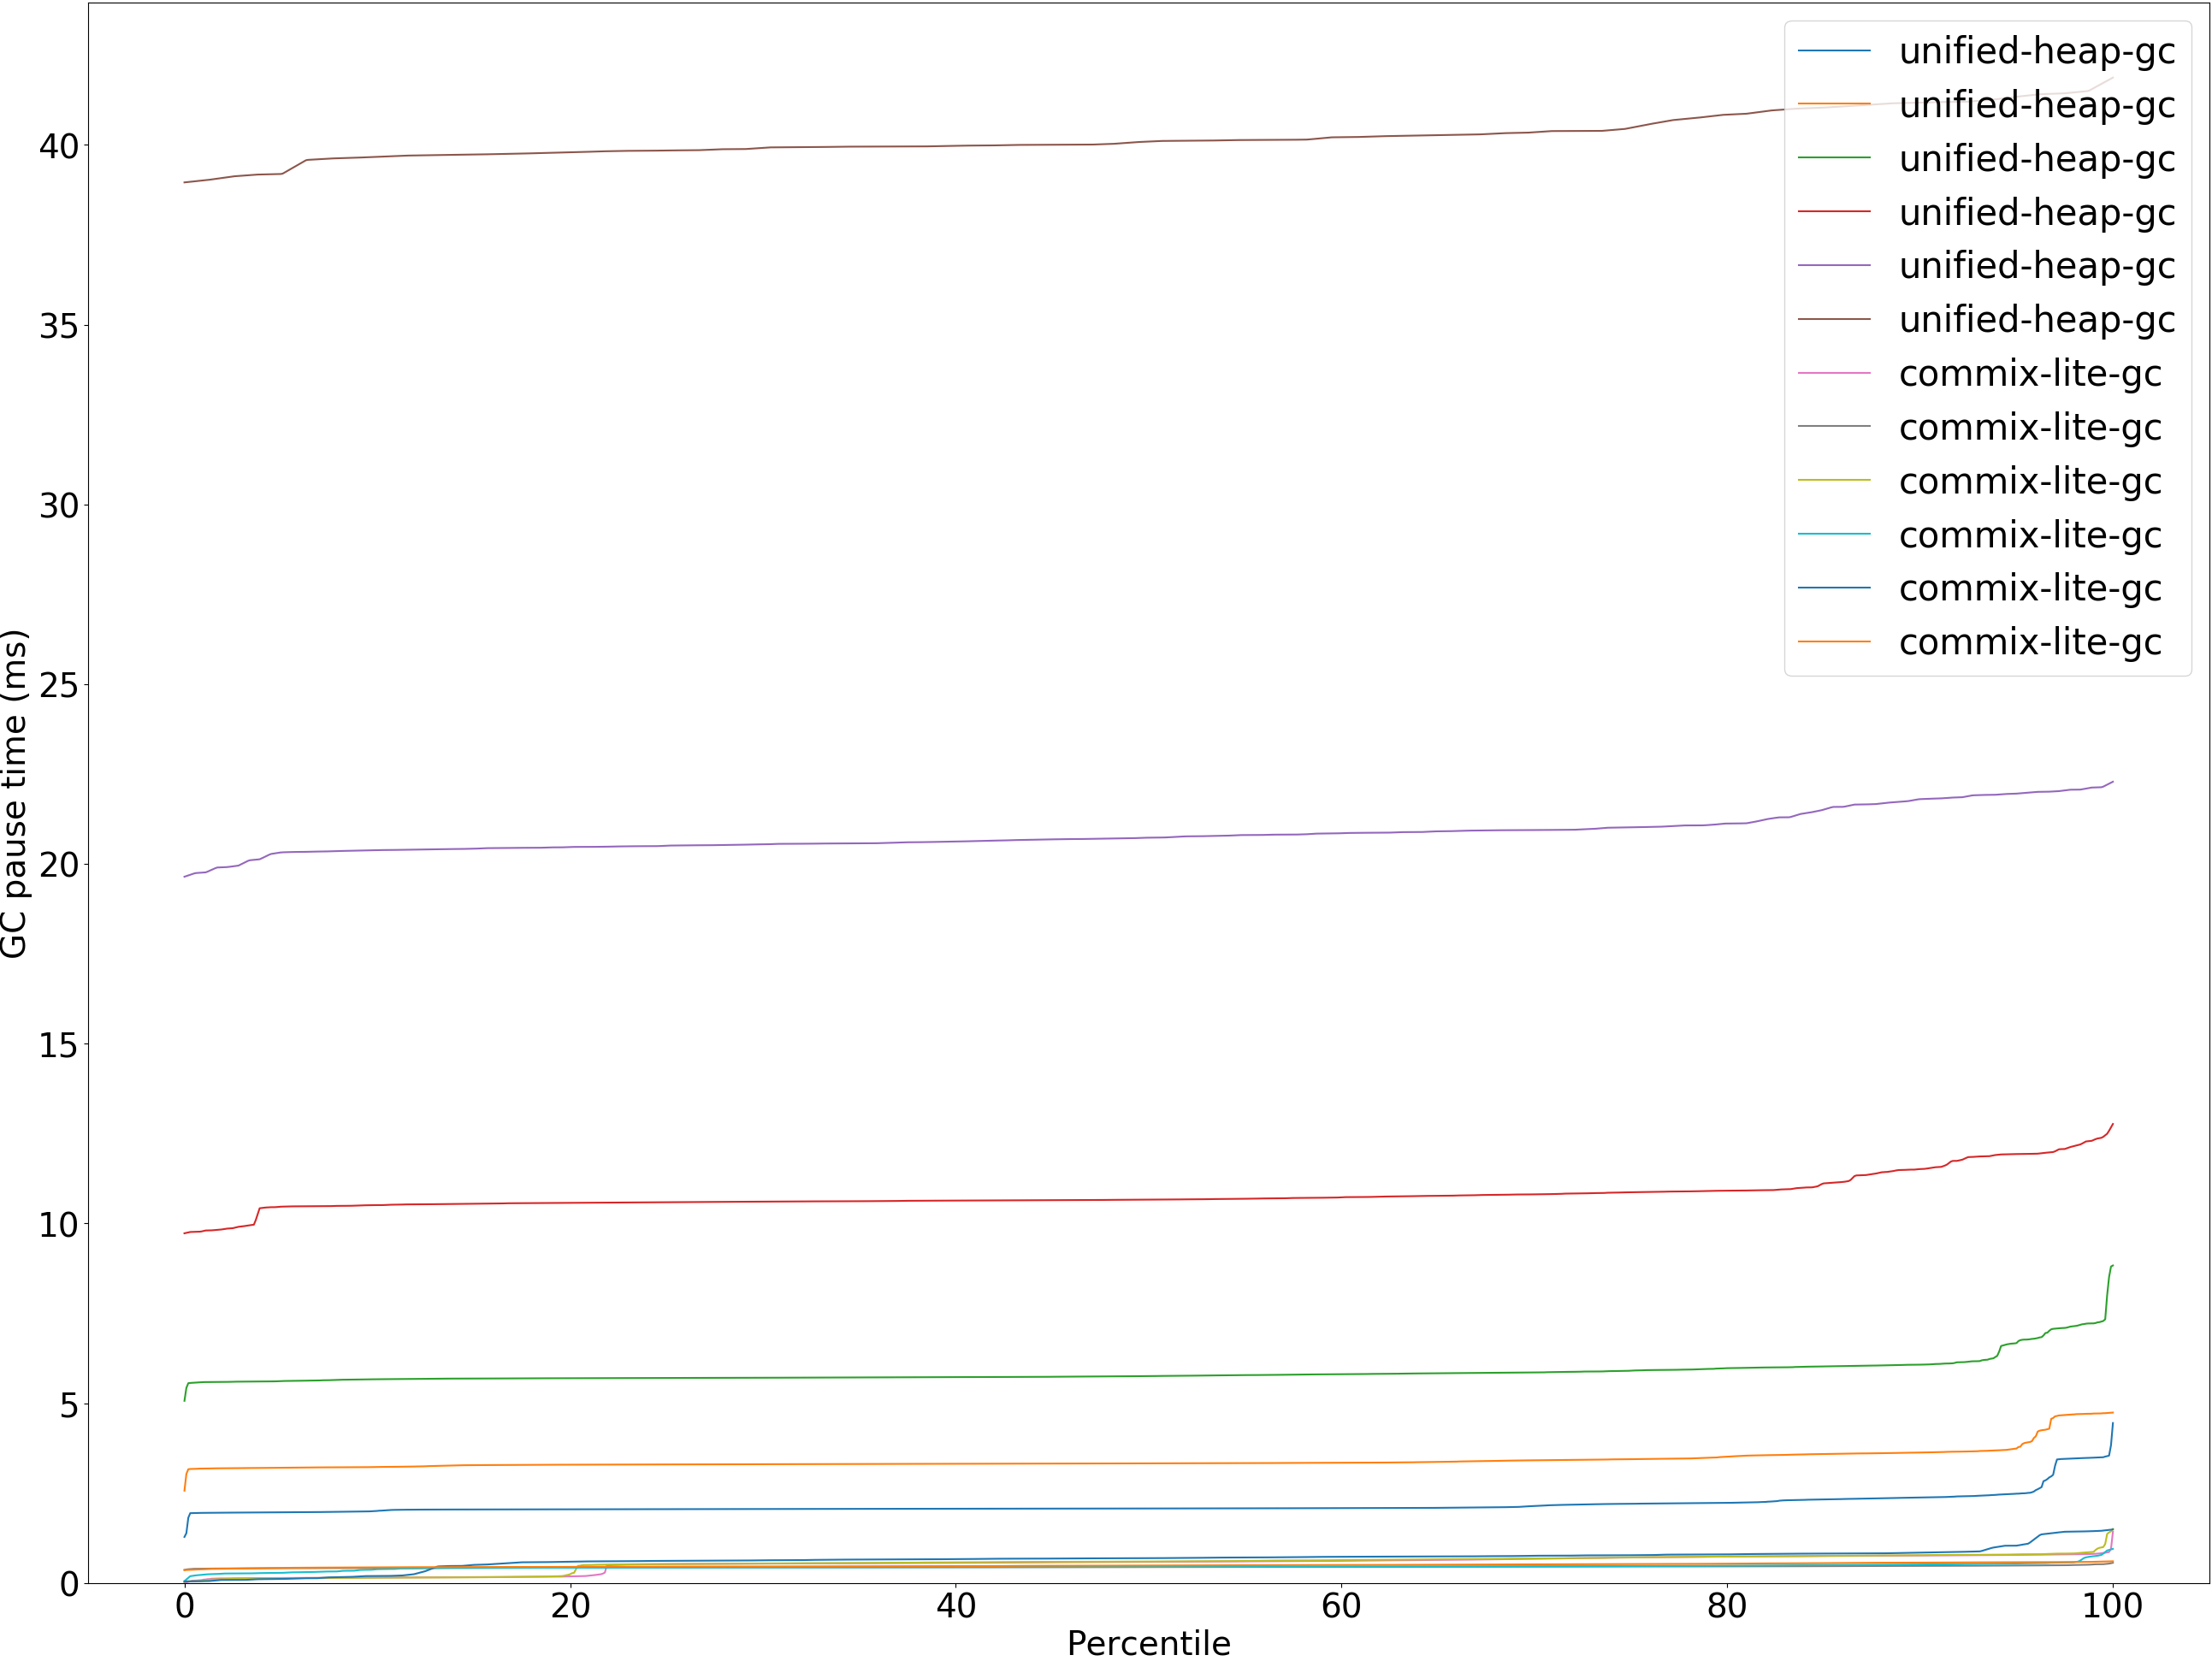 unified-heap-gc
unified-heap-gc
unified-heap-gc
unified-heap-gc
unified-heap-gc
unified-heap-gc
commix-lite-gc
commix-lite-gc
commix-lite-gc
commix-lite-gc
commix-lite-gc
commix-lite-gc
GC pause time (ms)
40
35
30
25
20
15
10
5
0
0 20 40 60 80 100
Percentile